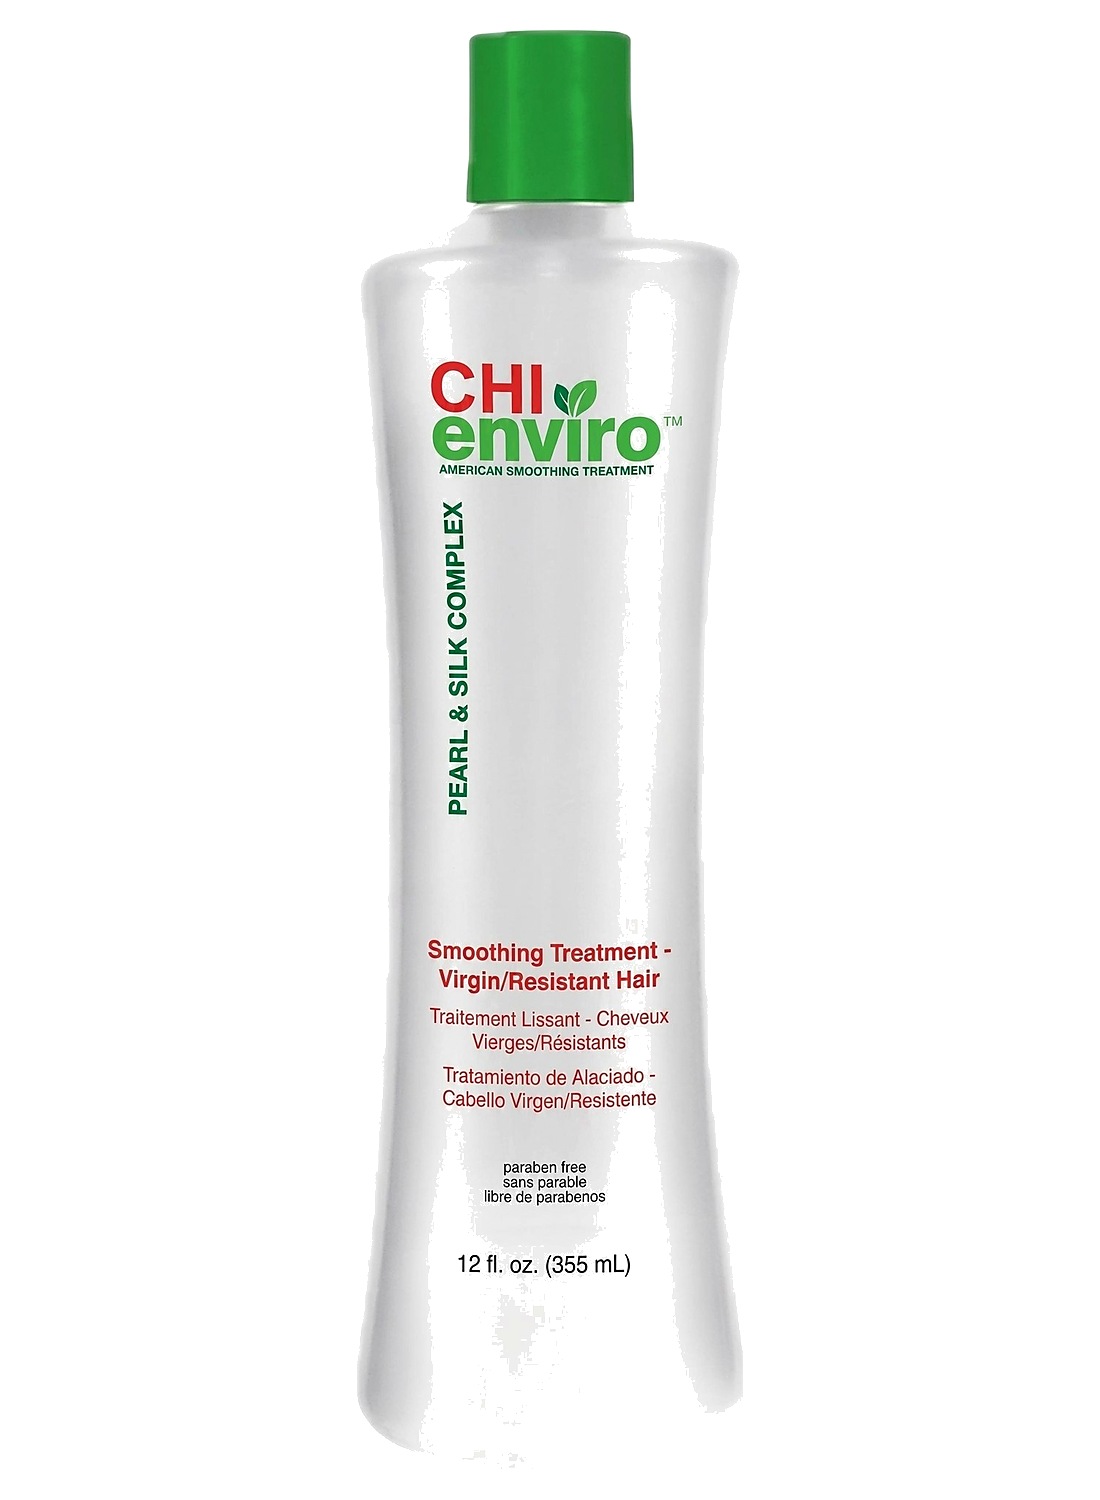 CHI
enviro™
AMERICAN SMOOTHING TREATMENT
PEARL & SILK COMPLEX
Smoothing Treatment -
Virgin/Resistant Hair
Traitement Lissant - Cheveux
Vierges/Résistants
Tratamiento de Alaciado -
Cabello Virgen/Resistente
paraben free
sans parable
libre de parabenos
12 fl. oz. (355 mL)